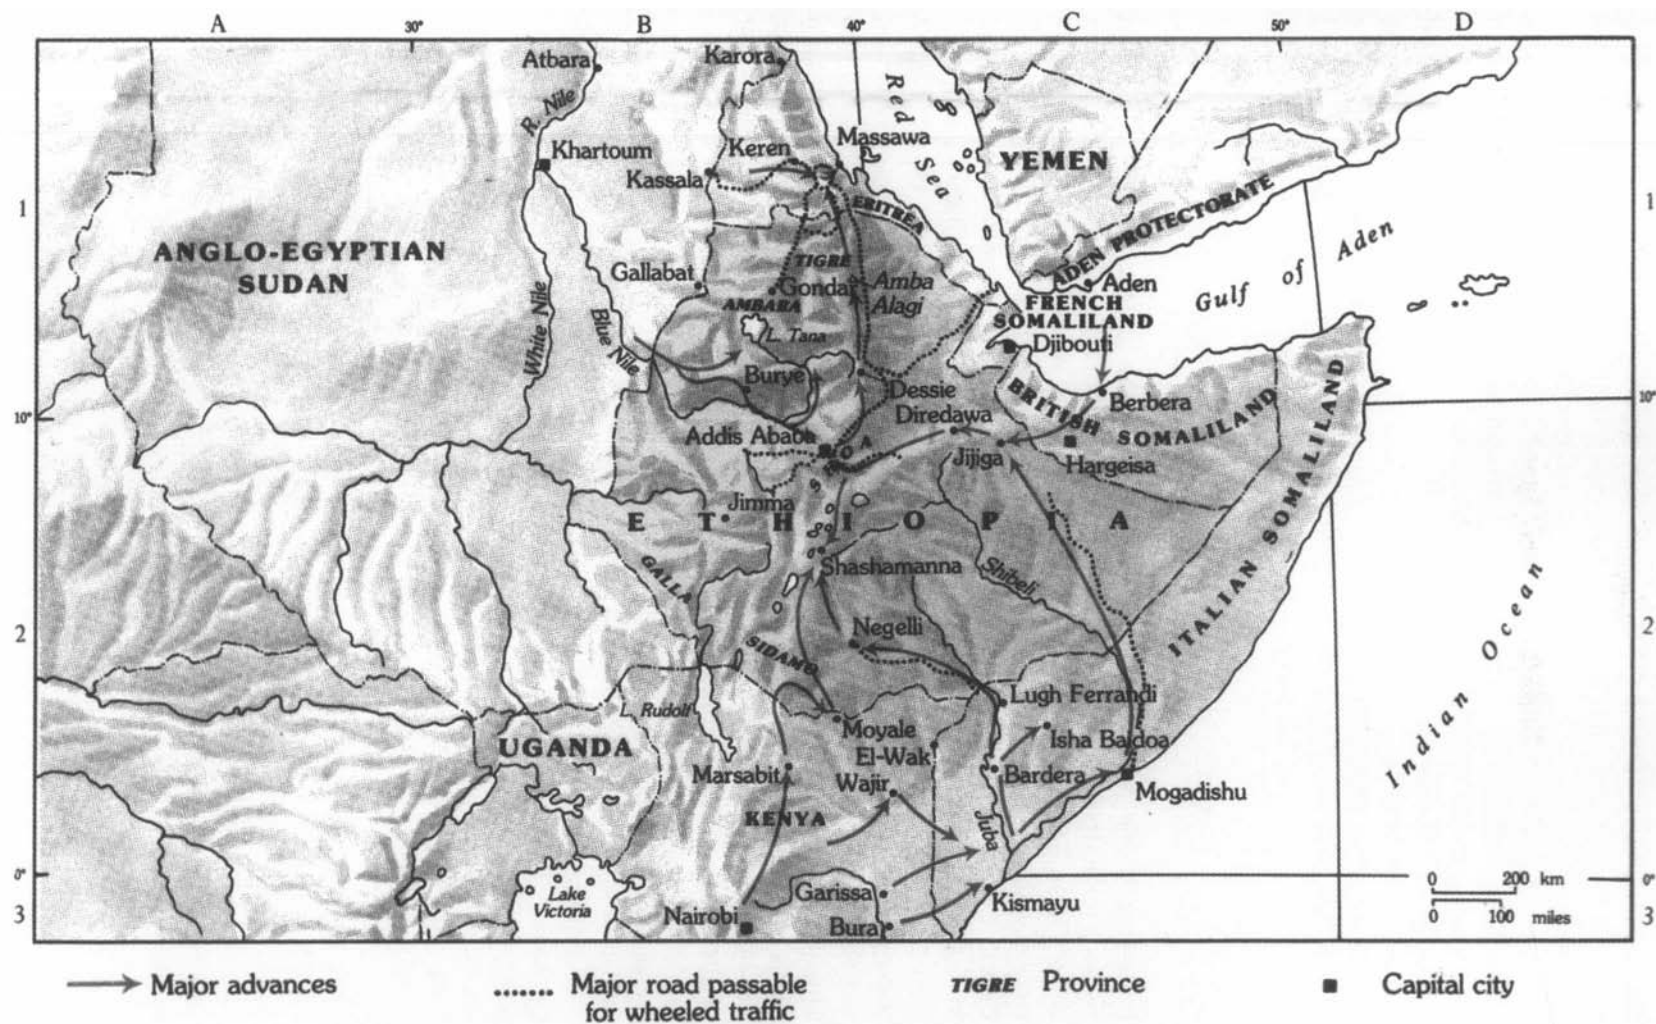 A
B
C
D
30°
40°
50°
Atbara
Karora
R. Nile
Red Sea
Khartoum
Keren
Massawa
Kassala
YEMEN
1
1
ERITREA
ADEN PROTECTORATE
ANGLO-EGYPTIAN
SUDAN
Gallabat
TIGRE
Gondar
AMBARA
Amba
Alagi
Aden
Gulf of Aden
FRENCH
SOMALILAND
Djibouti
White Nile
Blue Nile
L. Tana
Burye
Dessie
Diredawa
BRITISH SOMALILAND
Berbera
10°
10°
Addis Ababa
SHOA
Jijiga
Hargeisa
Jimma
ETHIOPIA
ITALIAN SOMALILAND
GALLA
Shashamanna
Shibeli
2
2
SIDAMO
Negelli
Indian Ocean
L. Rudolf
Lugh Ferrandi
UGANDA
Moyale
Isha Baidoa
El-Wak
Marsabit
Wajir
Bardera
Mogadishu
KENYA
Juba
0°
0°
Lake
Victoria
Garissa
Kismayu
0 200 km
0 100 miles
Nairobi
Bura
3
3
Major advances
Major road passable
for wheeled traffic
TIGRE Province
Capital city